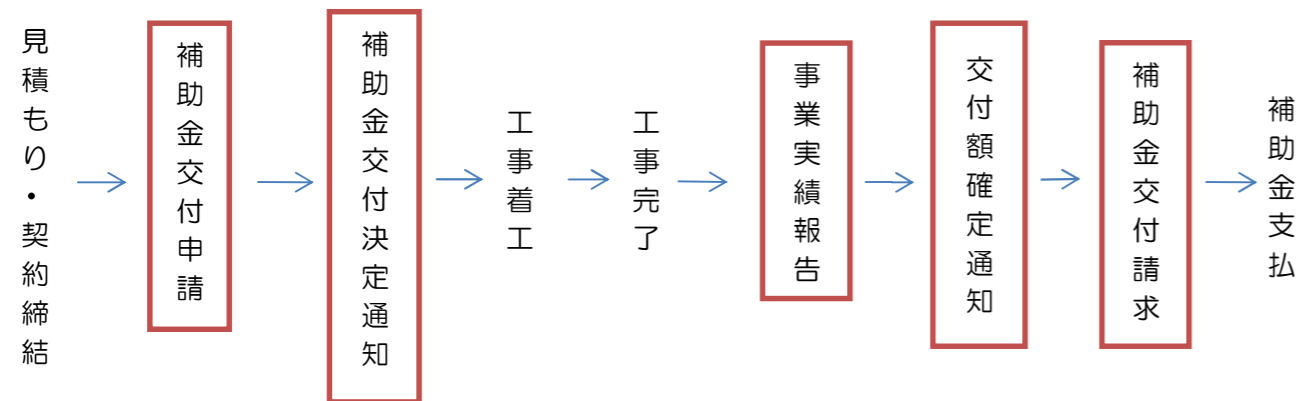 見積もり・契約締結
補助金交付申請
補助金交付決定通知
工事着工
工事完了
事業実績報告
交付額確定通知
補助金交付請求
補助金支払